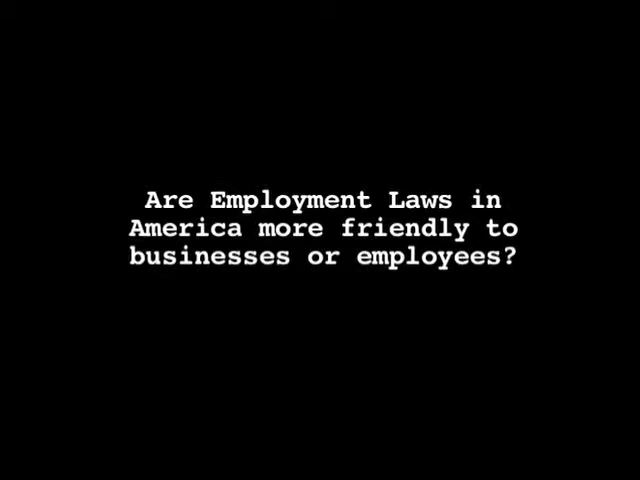 Are Employment Laws in
America more friendly to
businesses or employees?